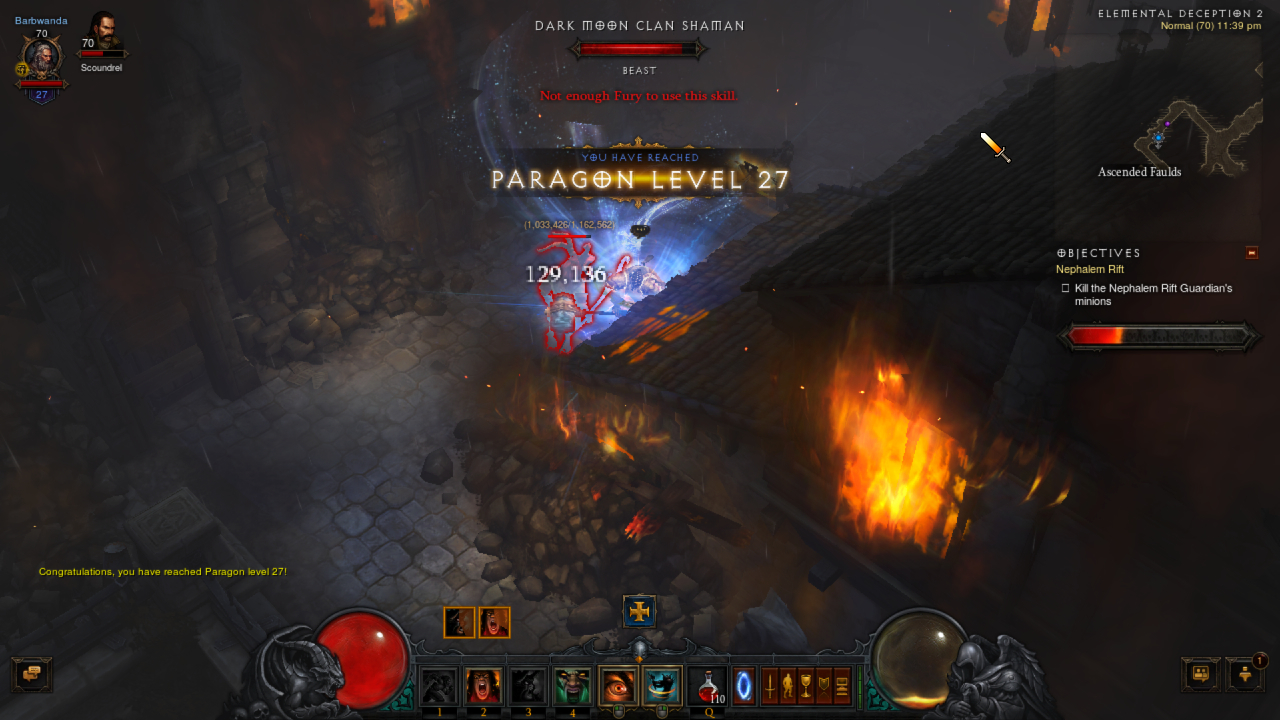 Barbwanda
70
27
70
Scoundrel
DARK MOON CLAN SHAMAN
BEAST
Not enough Fury to use this skill.
YOU HAVE REACHED
PARAGON LEVEL 27
(1,033,426/1,162,562)
129,136
ELEMENTAL DECEPTION 2
Normal (70) 11:39 pm
Ascended Faulds
OBJECTIVES
Nephalem Rift
Kill the Nephalem Rift Guardian's
minions
Congratulations, you have reached Paragon level 27!
110
1
2
3
4
Q
1